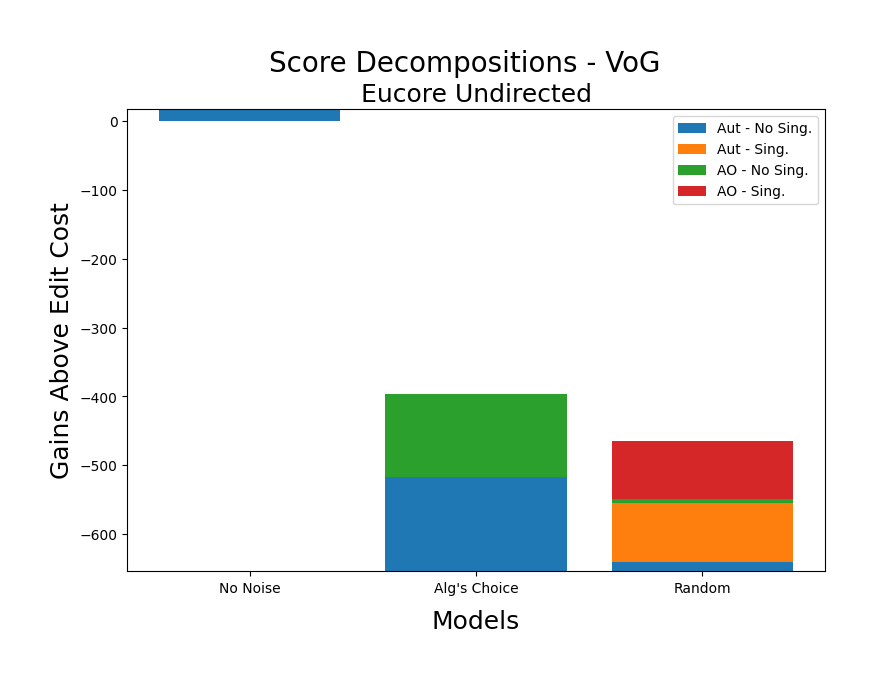 Score Decompositions - VoG
Eucore Undirected
Gains Above Edit Cost
0
−100
−200
−300
−400
−500
−600
Aut - No Sing.
Aut - Sing.
AO - No Sing.
AO - Sing.
No Noise
Alg's Choice
Random
Models